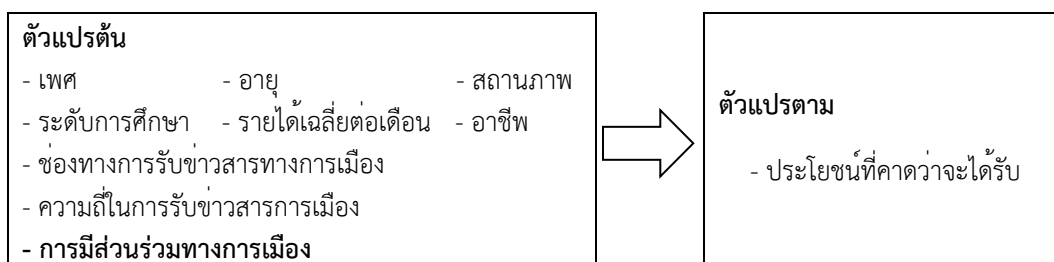 ตัวแปรต้น
- เพศ - อายุ - สถานภาพ
- ระดับการศึกษา - รายได้เฉลี่ยต่อเดือน - อาชีพ
- ช่องทางการรับข่าวสารทางการเมือง
- ความถี่ในการรับข่าวสารการเมือง
- การมีส่วนร่วมทางการเมือง
ตัวแปรตาม
- ประโยชน์ที่คาดว่าจะได้รับ